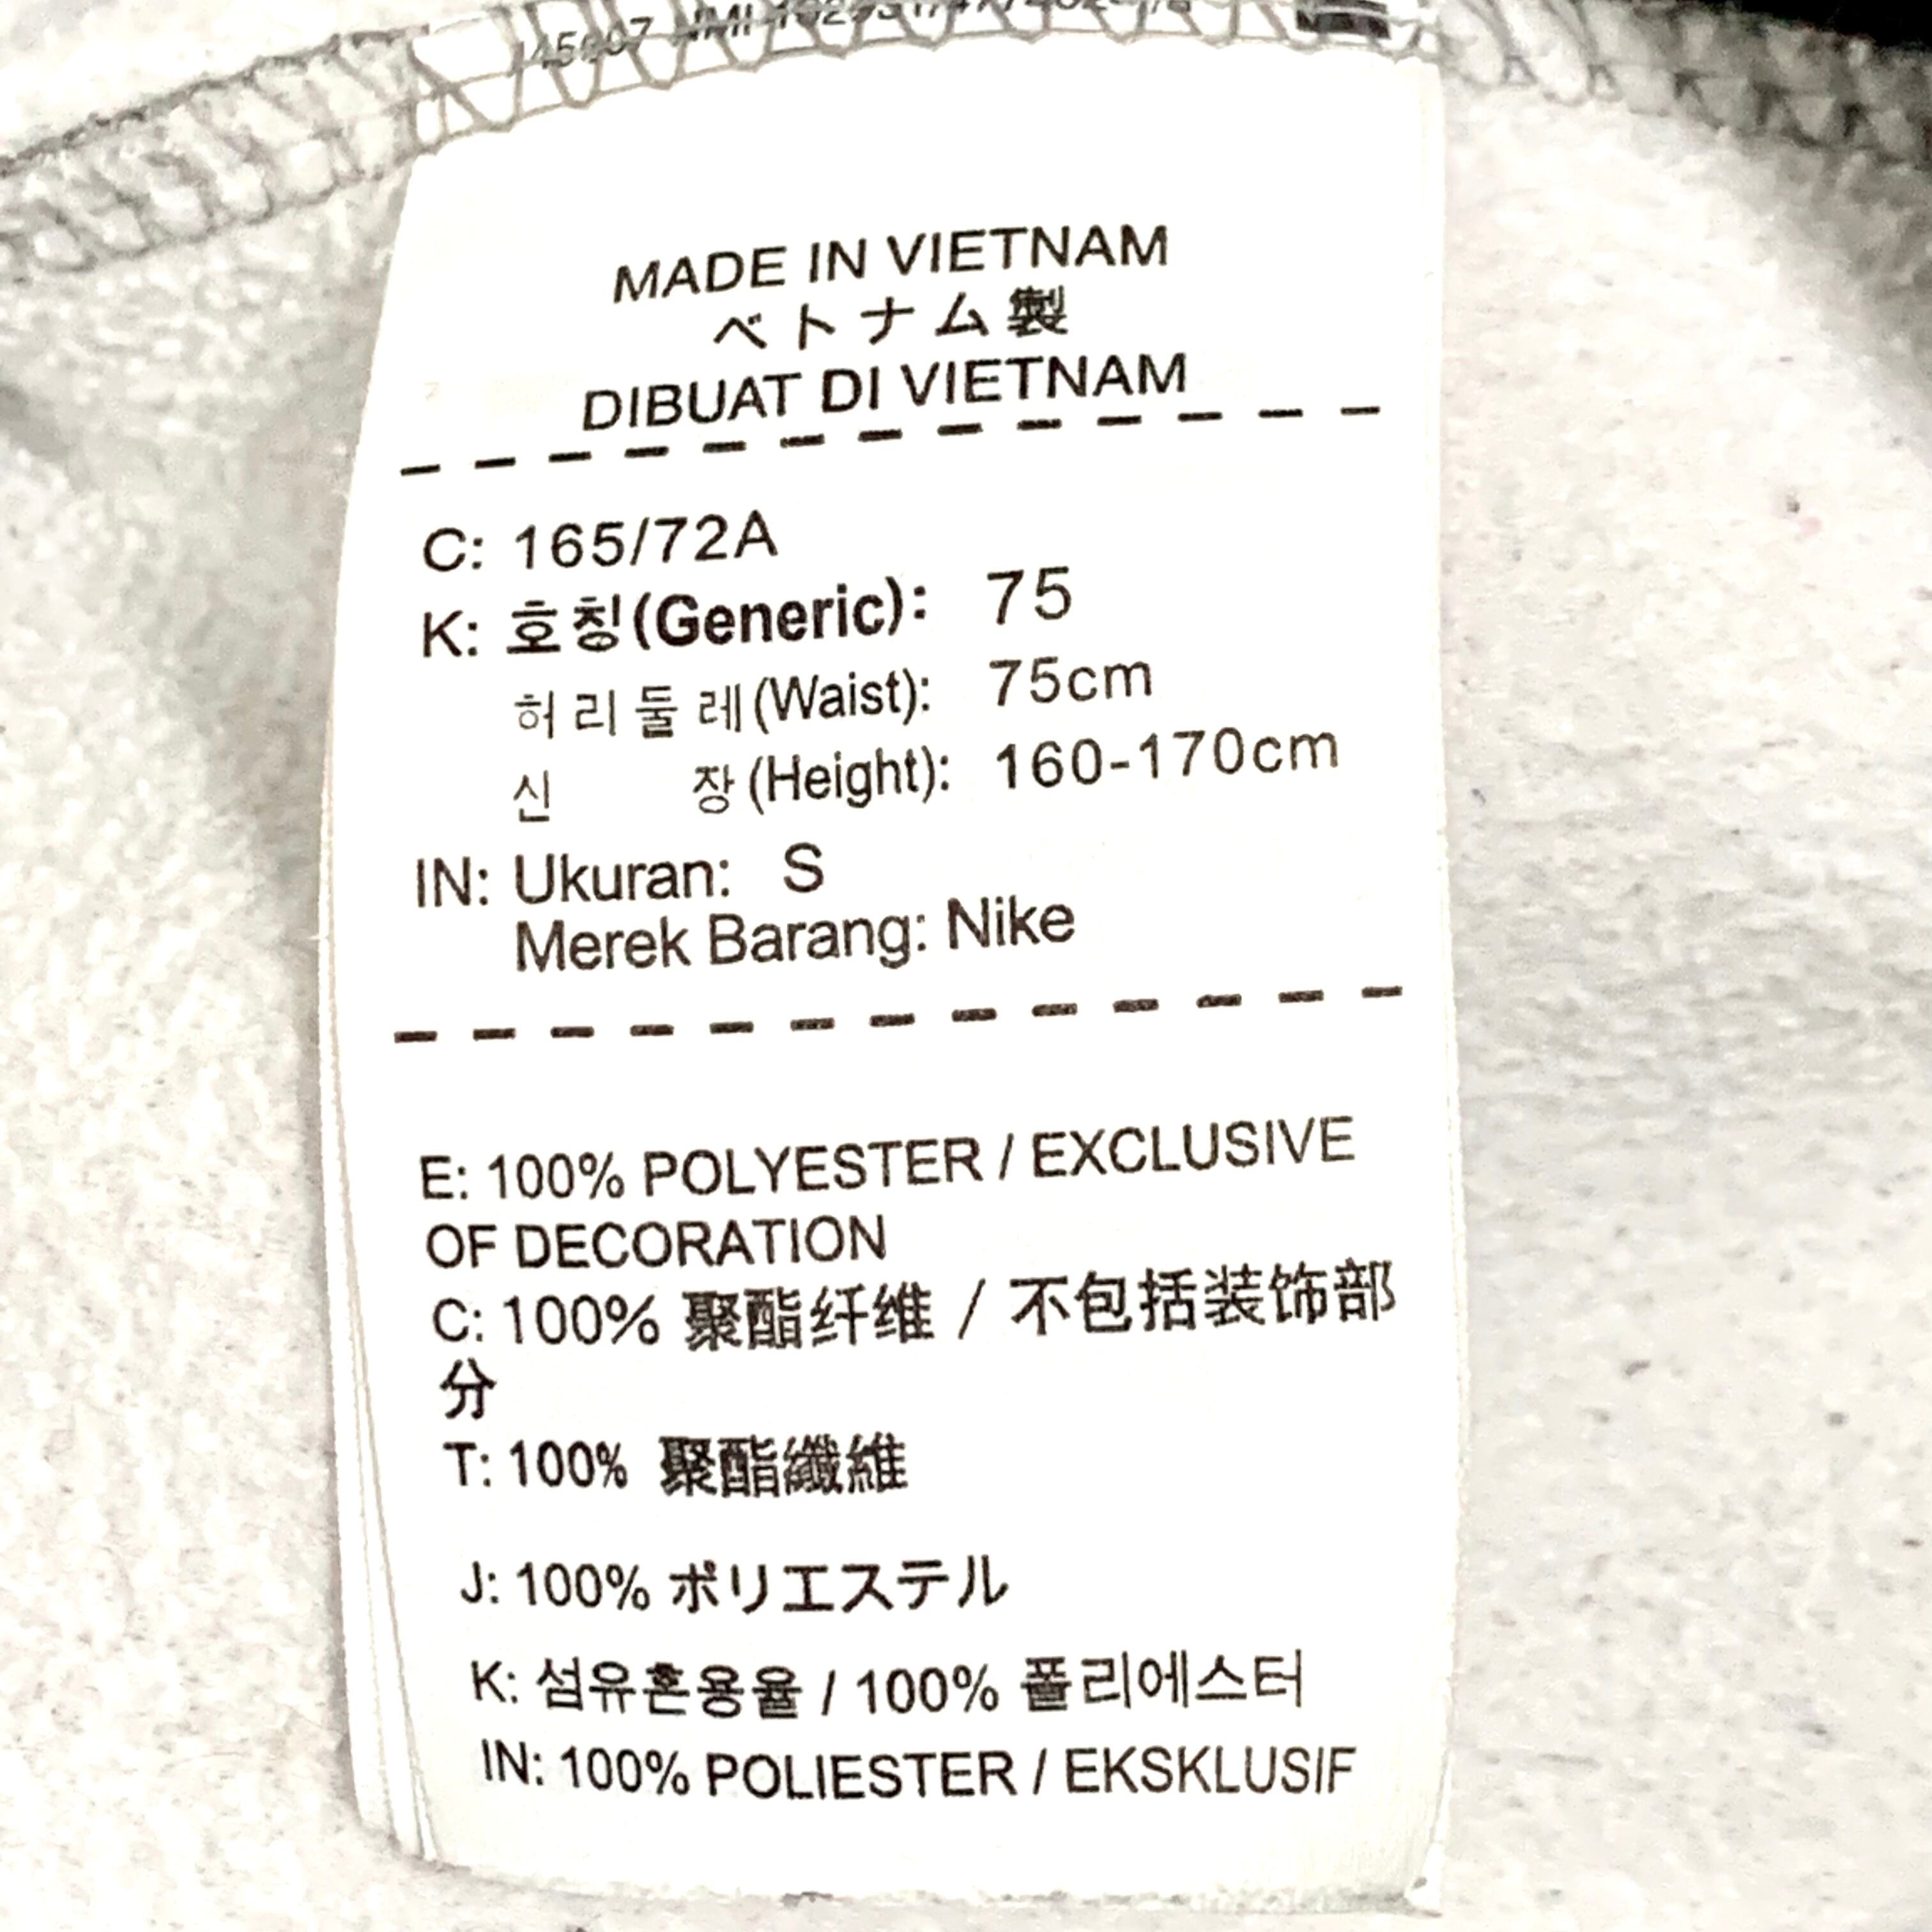 MADE IN VIETNAM
ベトナム製
DIBUAT DI VIETNAM
C: 165/72A
K: 호칭(Generic): 75
허리둘레(Waist): 75cm
신 장(Height): 160-170cm
IN: Ukuran: S
Merek Barang: Nike
E: 100% POLYESTER / EXCLUSIVE
OF DECORATION
C: 100% 聚酯纤维 / 不包括装饰部
分
T: 100% 聚酯纖維
J: 100% ポリエステル
K: 섬유혼용율 / 100% 폴리에스터
IN: 100% POLIESTER / EKSKLUSIF